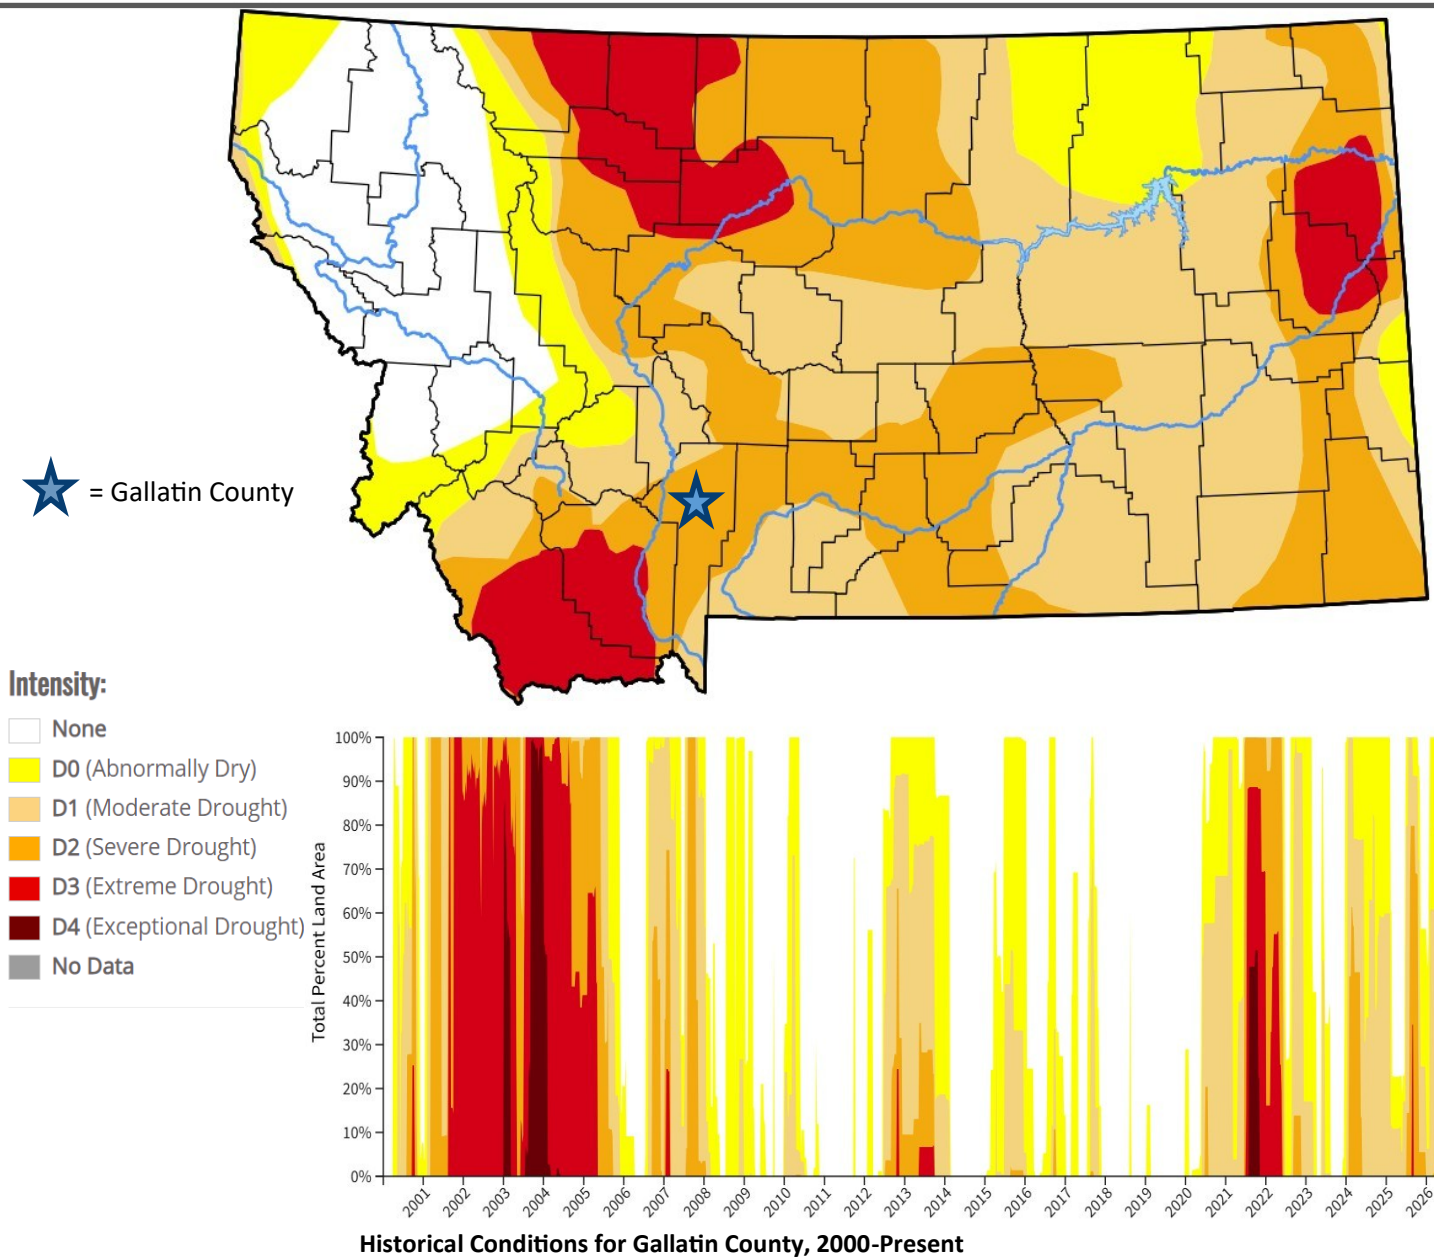 = Gallatin County
Intensity:
None
D0 (Abnormally Dry)
D1 (Moderate Drought)
D2 (Severe Drought)
D3 (Extreme Drought)
D4 (Exceptional Drought)
No Data
Total Percent Land Area
100%
90%
80%
70%
60%
50%
40%
30%
20%
10%
0%
2001 2002 2003 2004 2005 2006 2007 2008 2009 2010 2011 2012 2013 2014 2015 2016 2017 2018 2019 2020 2021 2022 2023 2024 2025 2026
Historical Conditions for Gallatin County, 2000-Present